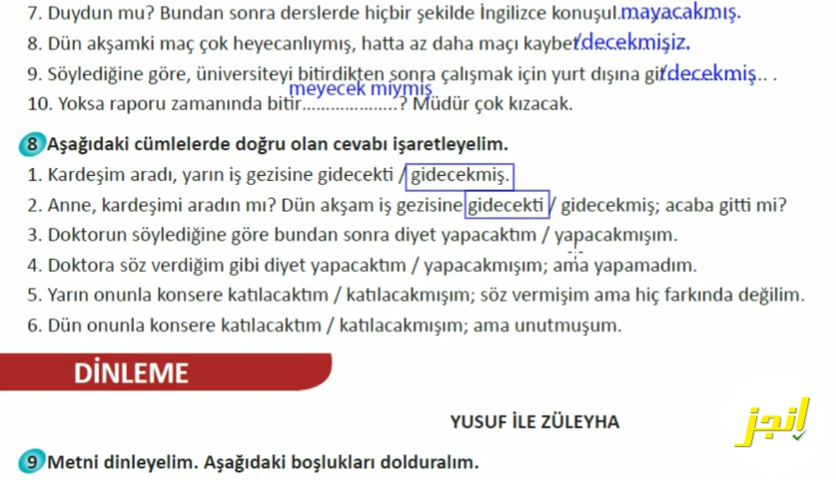 7. Duydun mu? Bundan sonra derslerde hiçbir şekilde İngilizce konuşul.mayacakmış.
8. Dün akşamki maç çok heyecanlıymış, hatta az daha maçı kaybet/decekmişiz.
9. Söylediğine göre, üniversiteyi bitirdikten sonra çalışmak için yurt dışına git/decekmiş.. .
meyecek miymiş
10. Yoksa raporu zamanında bitir....................? Müdür çok kızacak.
8 Aşağıdaki cümlelerde doğru olan cevabı işaretleyelim.
1. Kardeşim aradı, yarın iş gezisine gidecekti / gidecekmiş.
2. Anne, kardeşimi aradın mı? Dün akşam iş gezisine gidecekti / gidecekmiş; acaba gitti mi?
3. Doktorun söylediğine göre bundan sonra diyet yapacaktım / yapacakmışım.
4. Doktora söz verdiğim gibi diyet yapacaktım / yapacakmışım; ama yapamadım.
5. Yarın onunla konsere katılacaktım / katılacakmışım; söz vermişim ama hiç farkında değilim.
6. Dün onunla konsere katılacaktım / katılacakmışım; ama unutmuşum.
DİNLEME
YUSUF İLE ZÜLEYHA
انجز
9 Metni dinleyelim. Aşağıdaki boşlukları dolduralım.